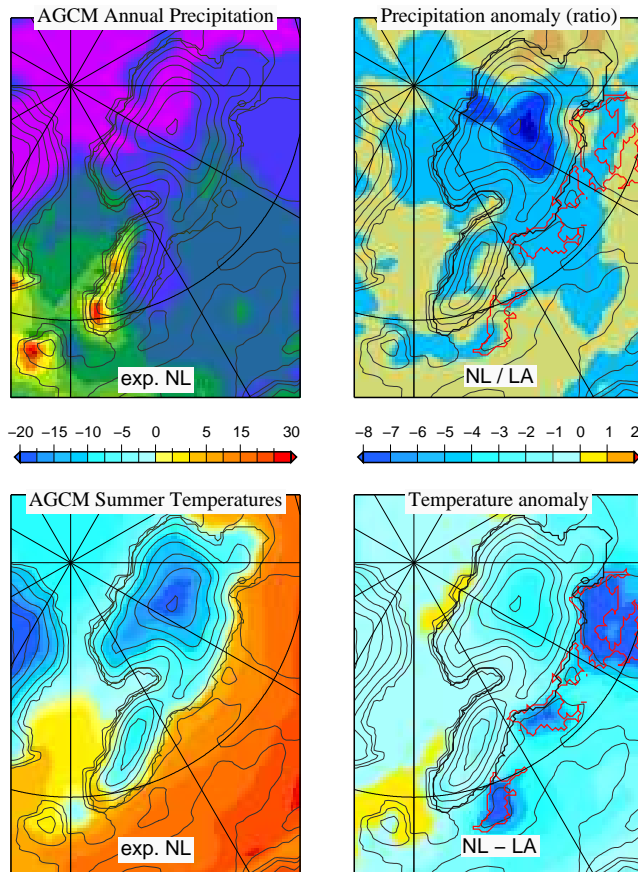 AGCM Annual Precipitation
Precipitation anomaly (ratio)
exp. NL
NL / LA
−20 −15 −10 −5 0 5 15 30
−8 −7 −6 −5 −4 −3 −2 −1 0 1 2
AGCM Summer Temperatures
Temperature anomaly
exp. NL
NL − LA